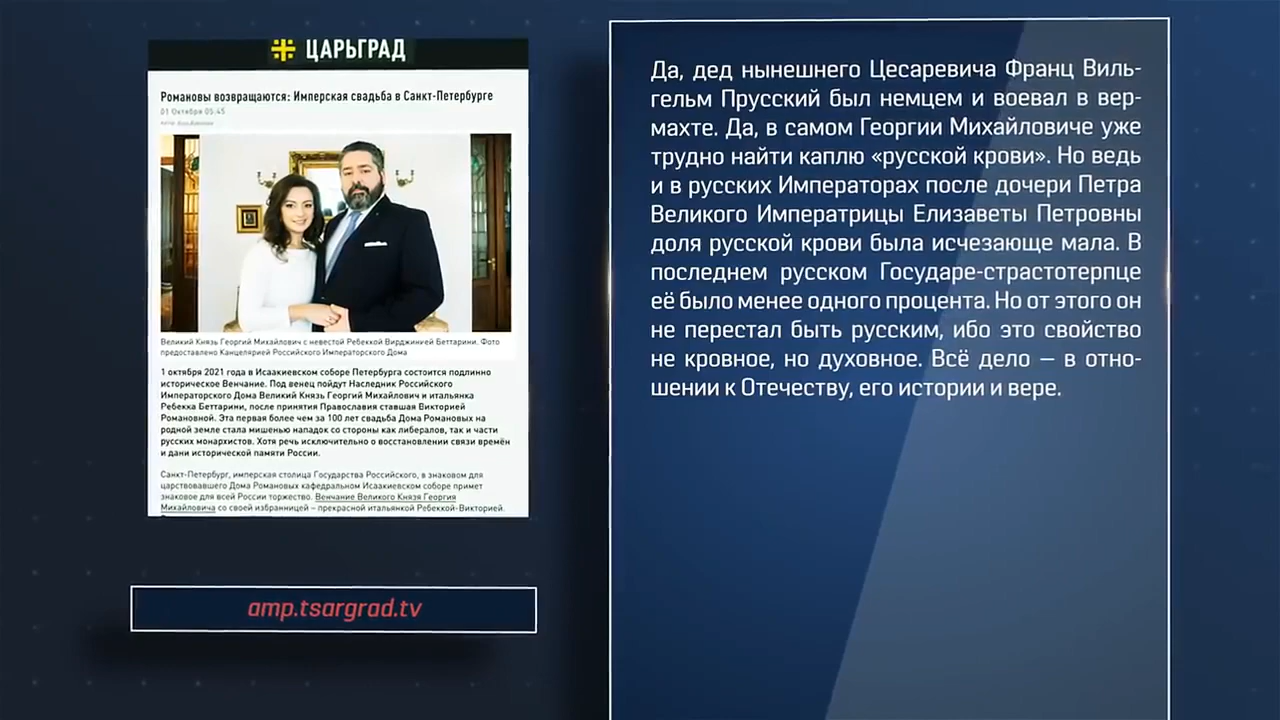 ЦАРЬГРАД
Романовы возвращаются: Имперская свадьба в Санкт-Петербурге
01 Октября 05:45
Великий Князь Георгий Михайлович с невестой Ребеккой Вирджинией Беттарини. Фото
предоставлено Канцелярией Российского Императорского Дома
1 октября 2021 года в Исаакиевском соборе Петербурга состоится подлинно
историческое Венчание. Под венец пойдут Наследник Российского
Императорского Дома Великий Князь Георгий Михайлович и итальянка
Ребекка Беттарини, после принятия Православия ставшая Викторией
Романовной. Эта первая более чем за 100 лет свадьба Дома Романовых на
родной земле стала мишенью нападок со стороны как либералов, так и части
русских монархистов. Хотя речь исключительно о восстановлении связи времён
и дани исторической памяти России.
Санкт-Петербург, имперская столица Государства Российского, в знаковом для
царствовавшего Дома Романовых кафедральном Исаакиевском соборе примет
знаковое для всей России торжество. Венчание Великого Князя Георгия
Михайловича со своей избранницей – прекрасной итальянкой Ребеккой-Викторией.
amp.tsargrad.tv
Да, дед нынешнего Цесаревича Франц Виль-
гельм Прусский был немцем и воевал в вер-
махте. Да, в самом Георгии Михайловиче уже
трудно найти каплю «русской крови». Но ведь
и в русских Императорах после дочери Петра
Великого Императрицы Елизаветы Петровны
доля русской крови была исчезающе мала. В
последнем русском Государе-страстотерпце
её было менее одного процента. Но от этого он
не перестал быть русским, ибо это свойство
не кровное, но духовное. Всё дело – в отно-
шении к Отечеству, его истории и вере.